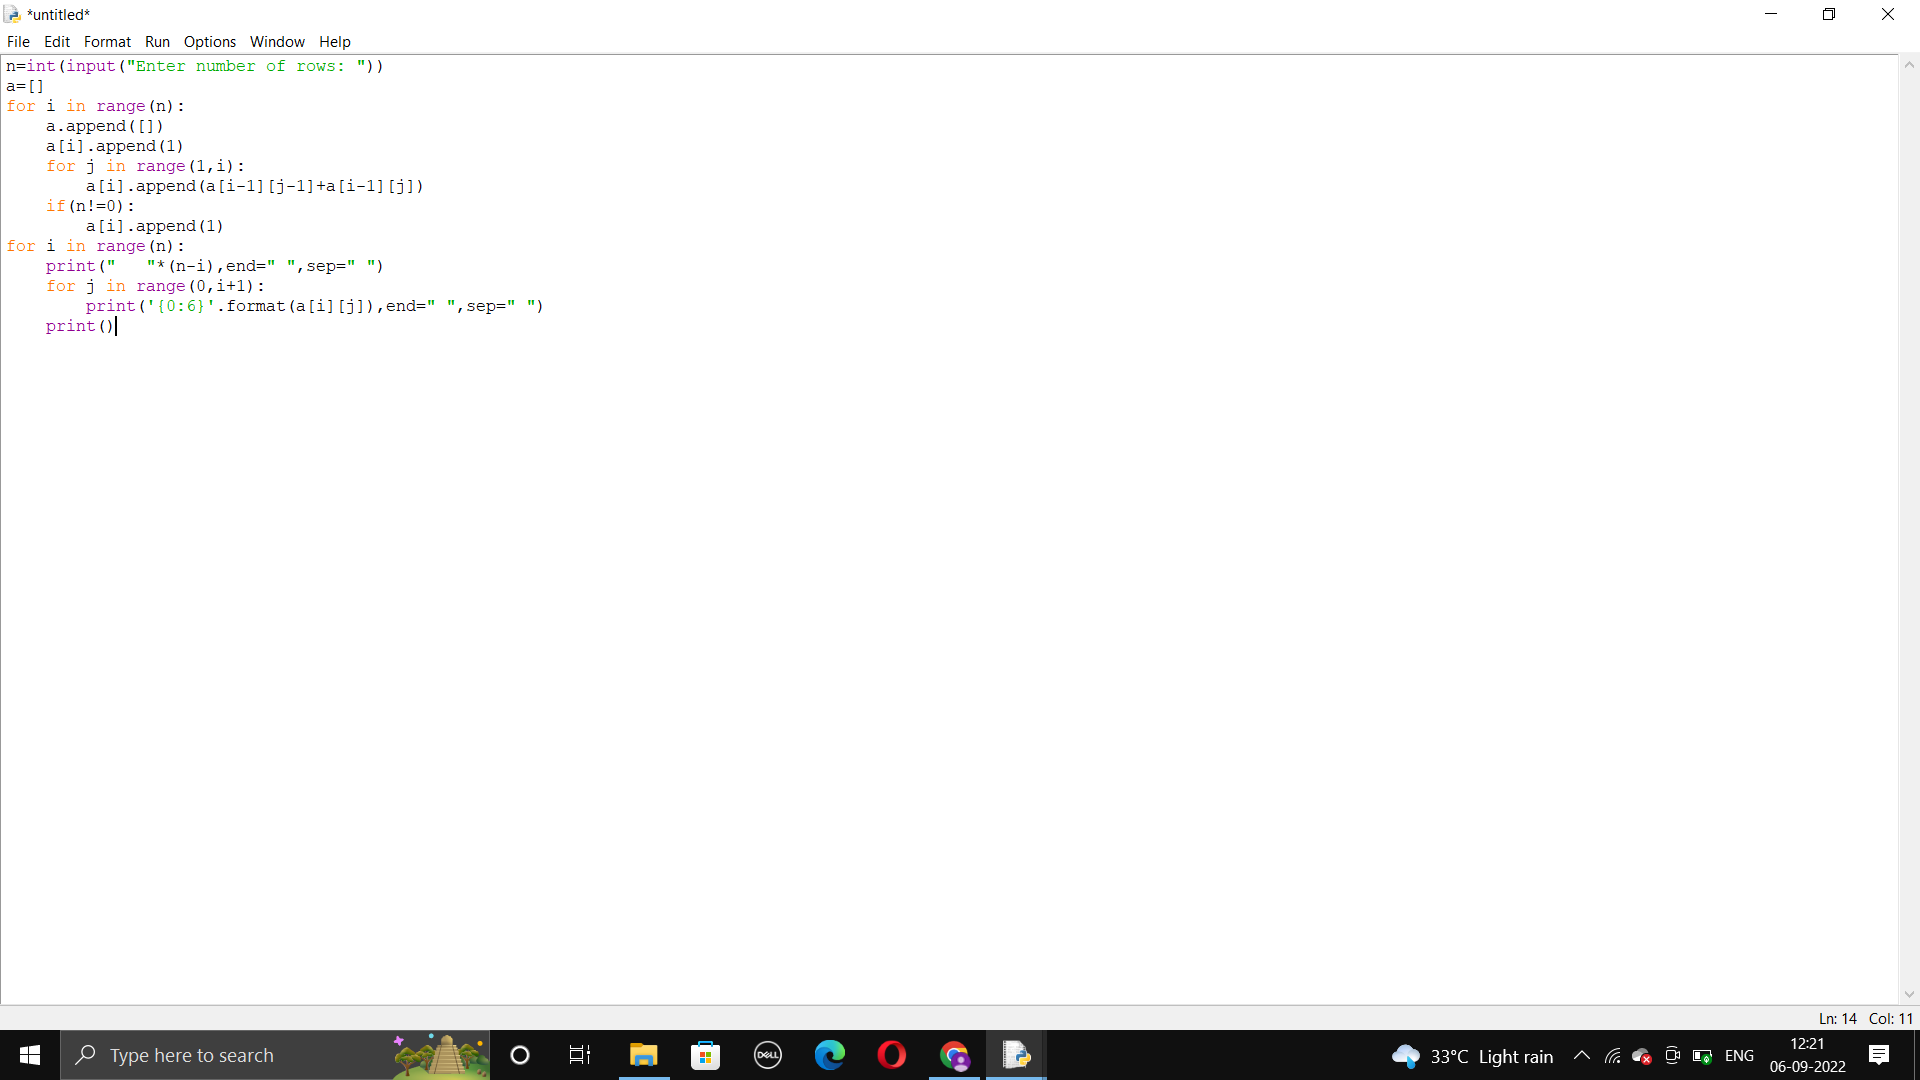 *untitled*
File Edit Format Run Options Window Help
n=int(input("Enter number of rows: "))
a=[]
for i in range(n):
    a.append([])
    a[i].append(1)
    for j in range(1,i):
        a[i].append(a[i-1][j-1]+a[i-1][j])
    if(n!=0):
        a[i].append(1)
for i in range(n):
    print("   "*(n-i),end=" ",sep=" ")
    for j in range(0,i+1):
        print('{0:6}'.format(a[i][j]),end=" ",sep=" ")
    print()
Ln: 14 Col: 11
Type here to search
DELL
33°C Light rain
ENG
12:21
06-09-2022